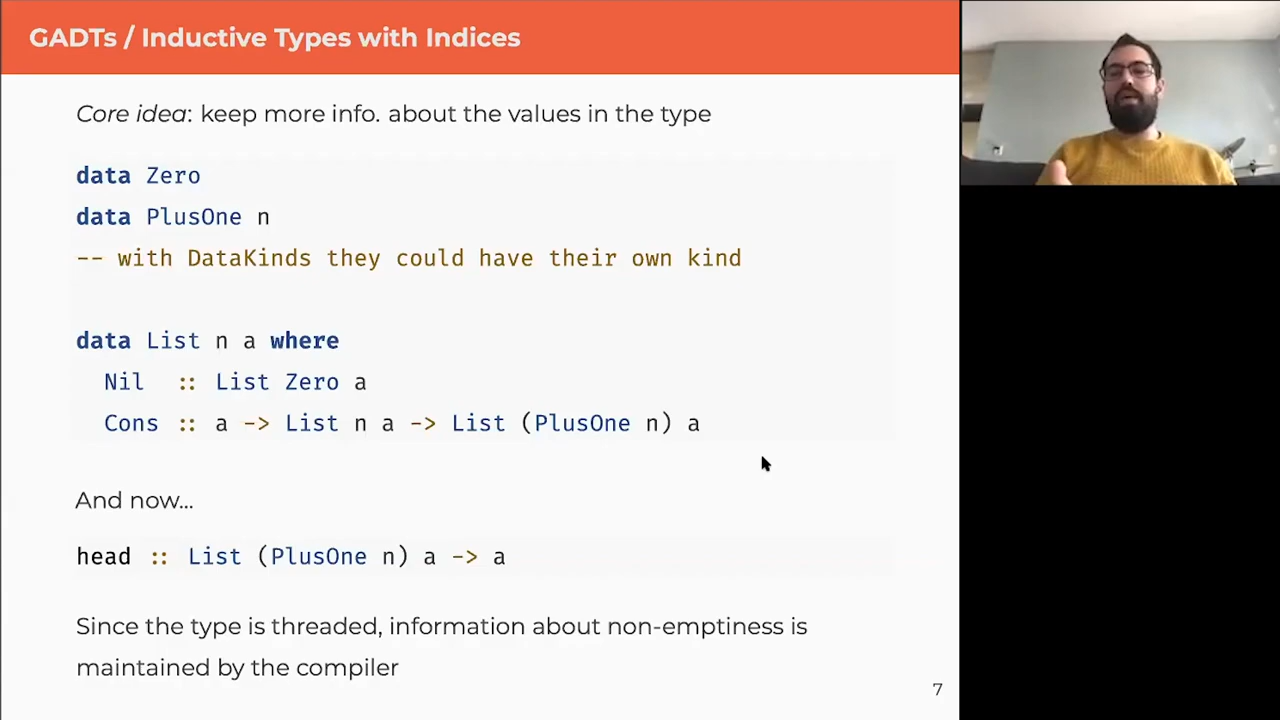 GADTs / Inductive Types with Indices
Core idea: keep more info. about the values in the type
data Zero
data PlusOne n
-- with DataKinds they could have their own kind
data List n a where
Nil :: List Zero a
Cons :: a -> List n a -> List (PlusOne n) a
And now...
head :: List (PlusOne n) a -> a
Since the type is threaded, information about non-emptiness is
maintained by the compiler
7